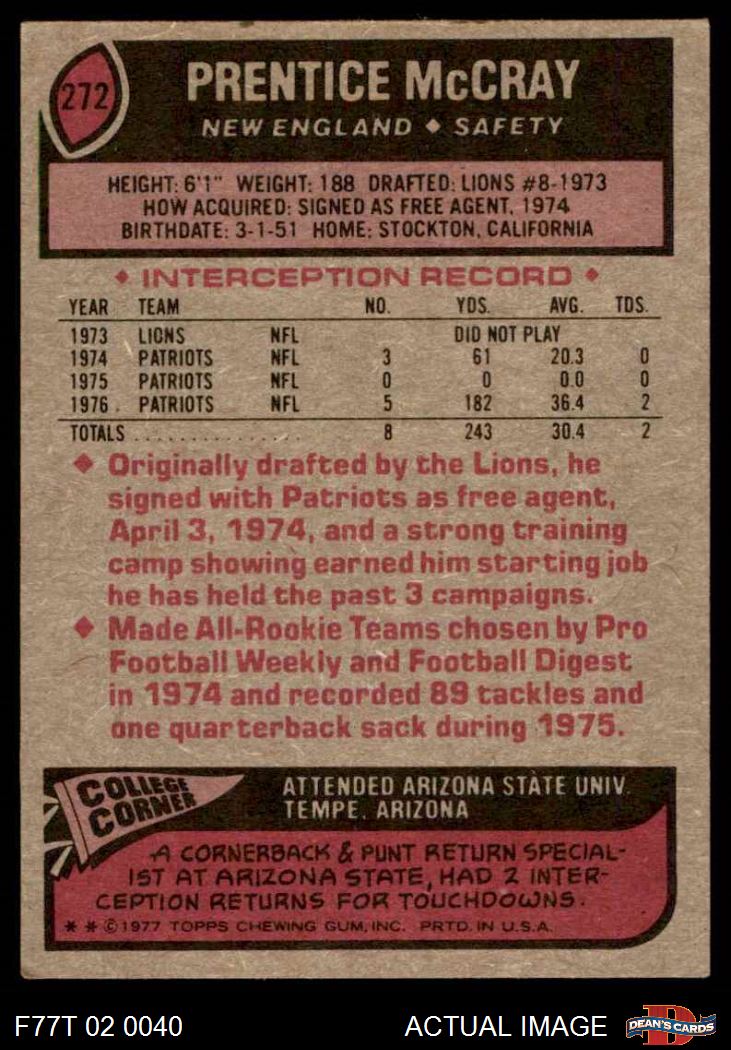 272
PRENTICE McCRAY
NEW ENGLAND ♦ SAFETY
HEIGHT: 6'1" WEIGHT: 188 DRAFTED: LIONS #8-1973
HOW ACQUIRED: SIGNED AS FREE AGENT, 1974
BIRTHDATE: 3-1-51 HOME: STOCKTON, CALIFORNIA
♦ INTERCEPTION RECORD ♦
YEAR TEAM NO. YDS. AVG. TDS.
1973 LIONS NFL DID NOT PLAY
1974 PATRIOTS NFL 3 61 20.3 0
1975 PATRIOTS NFL 0 0 0.0 0
1976 PATRIOTS NFL 5 182 36.4 2
TOTALS ................ 8 243 30.4 2
♦ Originally drafted by the Lions, he
signed with Patriots as free agent,
April 3, 1974, and a strong training
camp showing earned him starting job
he has held the past 3 campaigns.
♦ Made All-Rookie Teams chosen by Pro
Football Weekly and Football Digest
in 1974 and recorded 89 tackles and
one quarterback sack during 1975.
COLLEGE
CORNER
ATTENDED ARIZONA STATE UNIV.
TEMPE, ARIZONA
A CORNERBACK & PUNT RETURN SPECIAL-
IST AT ARIZONA STATE, HAD 2 INTER-
CEPTION RETURNS FOR TOUCHDOWNS.
* * © 1977 TOPPS CHEWING GUM, INC. PRTD. IN U.S.A.
F77T 02 0040
ACTUAL IMAGE
D
DEAN'S CARDS